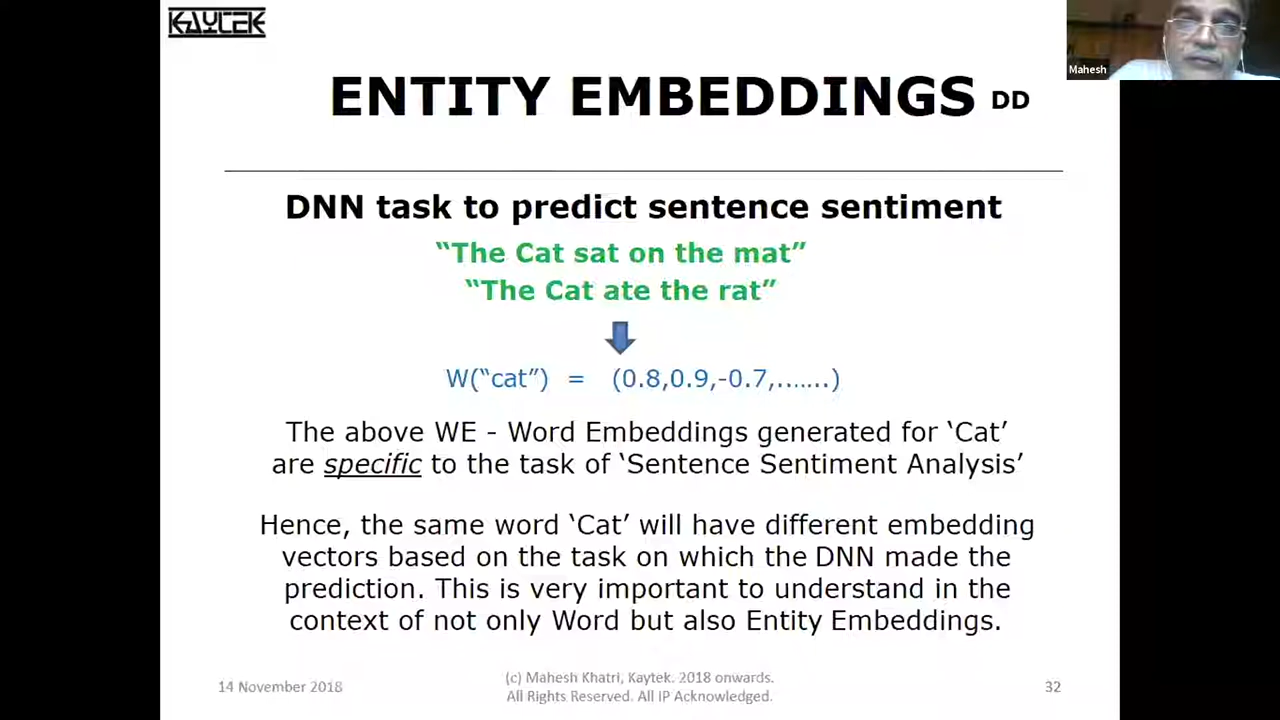 KAYTEK
Mahesh
ENTITY EMBEDDINGS DD
DNN task to predict sentence sentiment
“The Cat sat on the mat”
“The Cat ate the rat”
W(“cat”) = (0.8,0.9,-0.7,.......)
The above WE - Word Embeddings generated for ‘Cat’
are specific to the task of ‘Sentence Sentiment Analysis’
Hence, the same word ‘Cat’ will have different embedding
vectors based on the task on which the DNN made the
prediction. This is very important to understand in the
context of not only Word but also Entity Embeddings.
14 November 2018
(c) Mahesh Khatri, Kaytek. 2018 onwards.
All Rights Reserved. All IP Acknowledged.
32